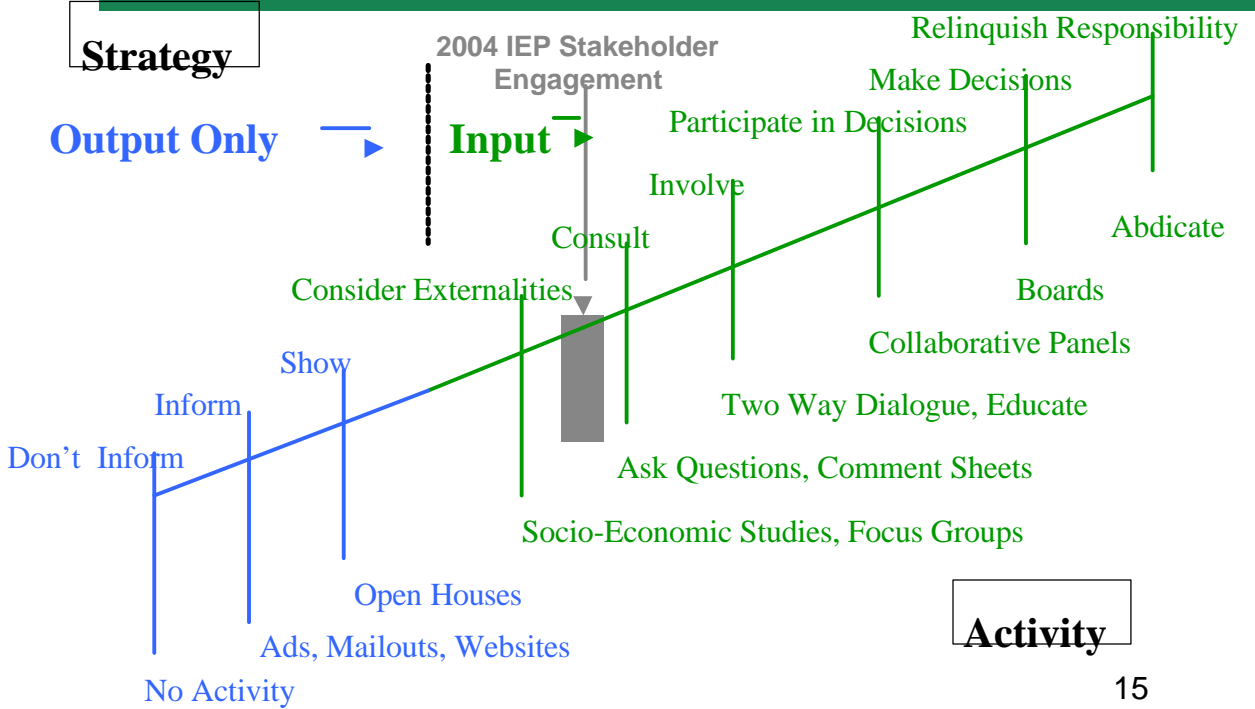 Strategy
2004 IEP Stakeholder
Engagement
Relinquish Responsibility
Make Decisions
Output Only
Input
Participate in Decisions
Involve
Consult
Abdicate
Consider Externalities
Boards
Show
Collaborative Panels
Inform
Two Way Dialogue, Educate
Don’t Inform
Ask Questions, Comment Sheets
Socio-Economic Studies, Focus Groups
Open Houses
Activity
Ads, Mailouts, Websites
No Activity
15